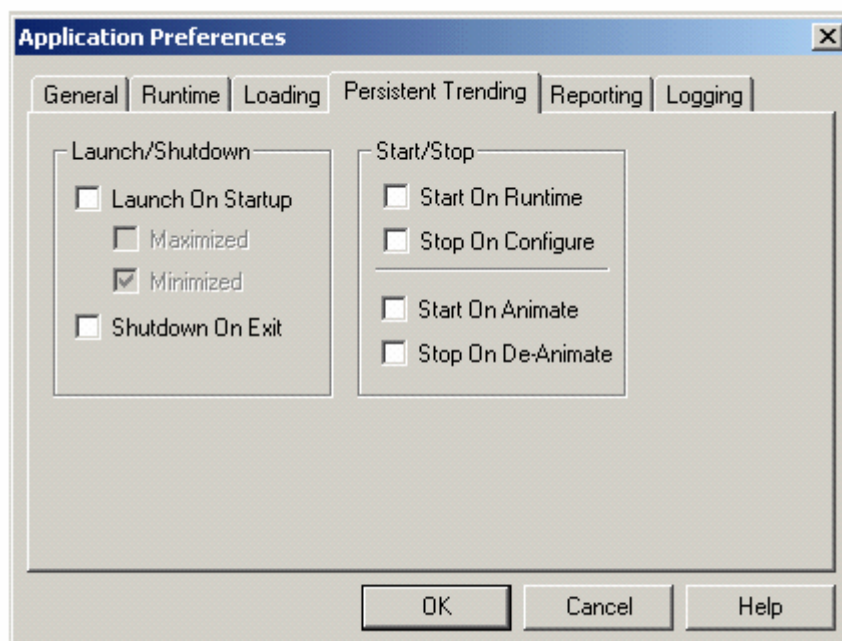 Application Preferences
General Runtime Loading Persistent Trending Reporting Logging
Launch/Shutdown
Launch On Startup
Maximized
Minimized
Shutdown On Exit
Start/Stop
Start On Runtime
Stop On Configure
Start On Animate
Stop On De-Animate
OK Cancel Help